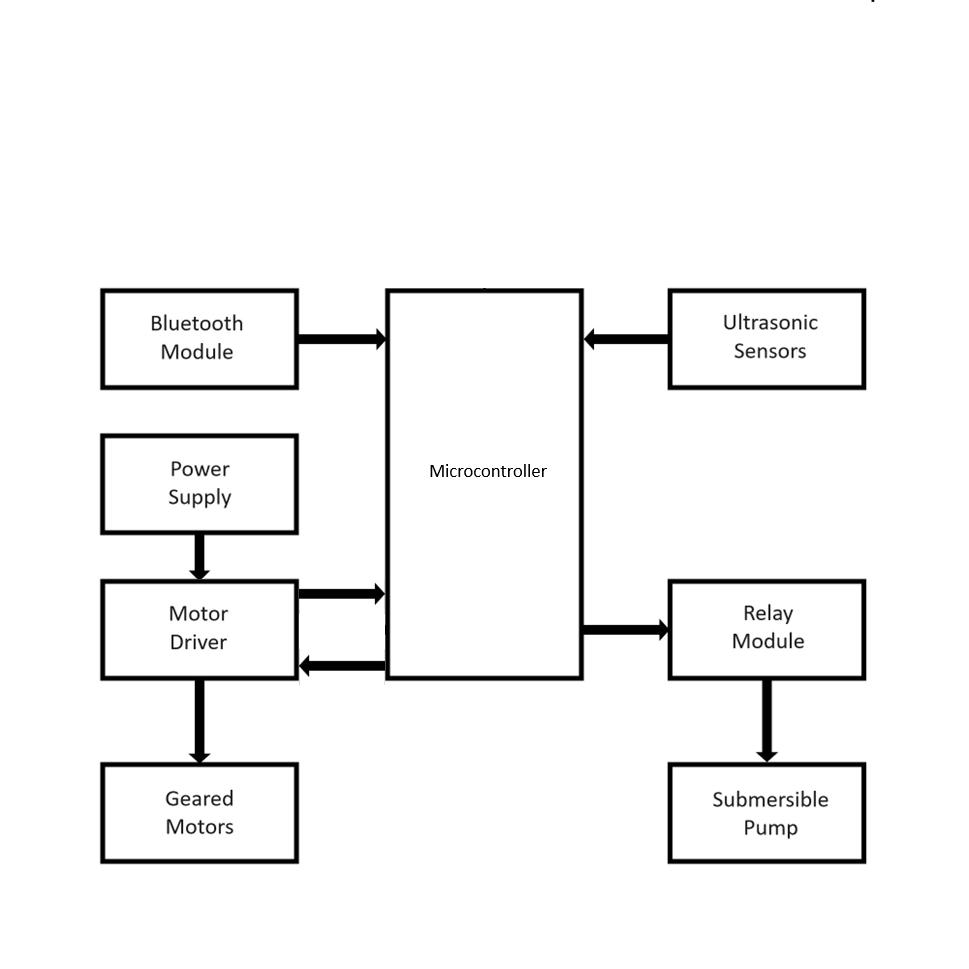 Bluetooth
Module
Ultrasonic
Sensors
Power
Supply
Microcontroller
Motor
Driver
Relay
Module
Geared
Motors
Submersible
Pump